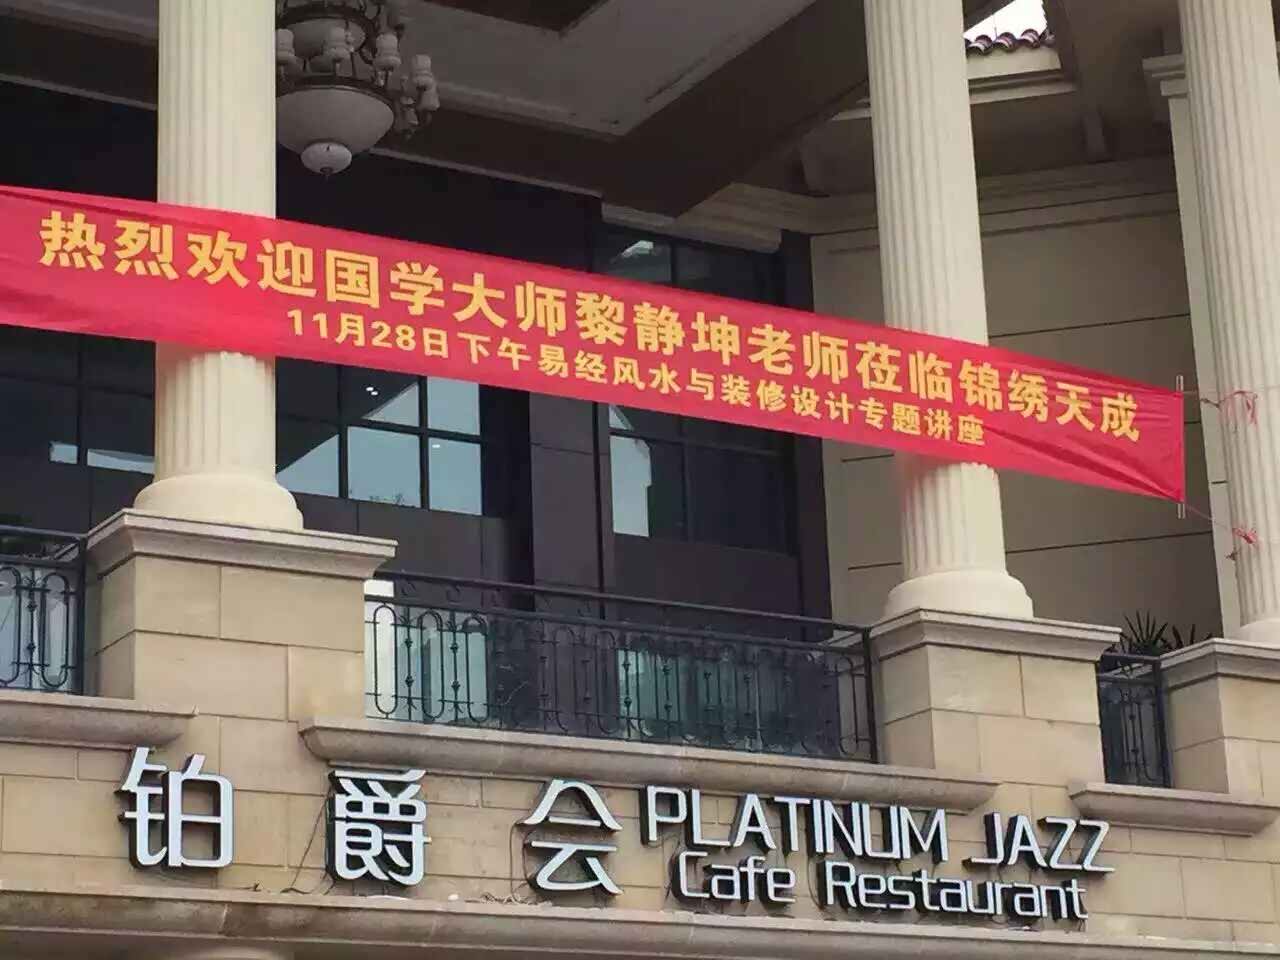 热烈欢迎国学大师黎静坤老师莅临锦绣天成
11月28日下午易经风水与装修设计专题讲座
铂爵会
PLATINUM JAZZ
Cafe Restaurant